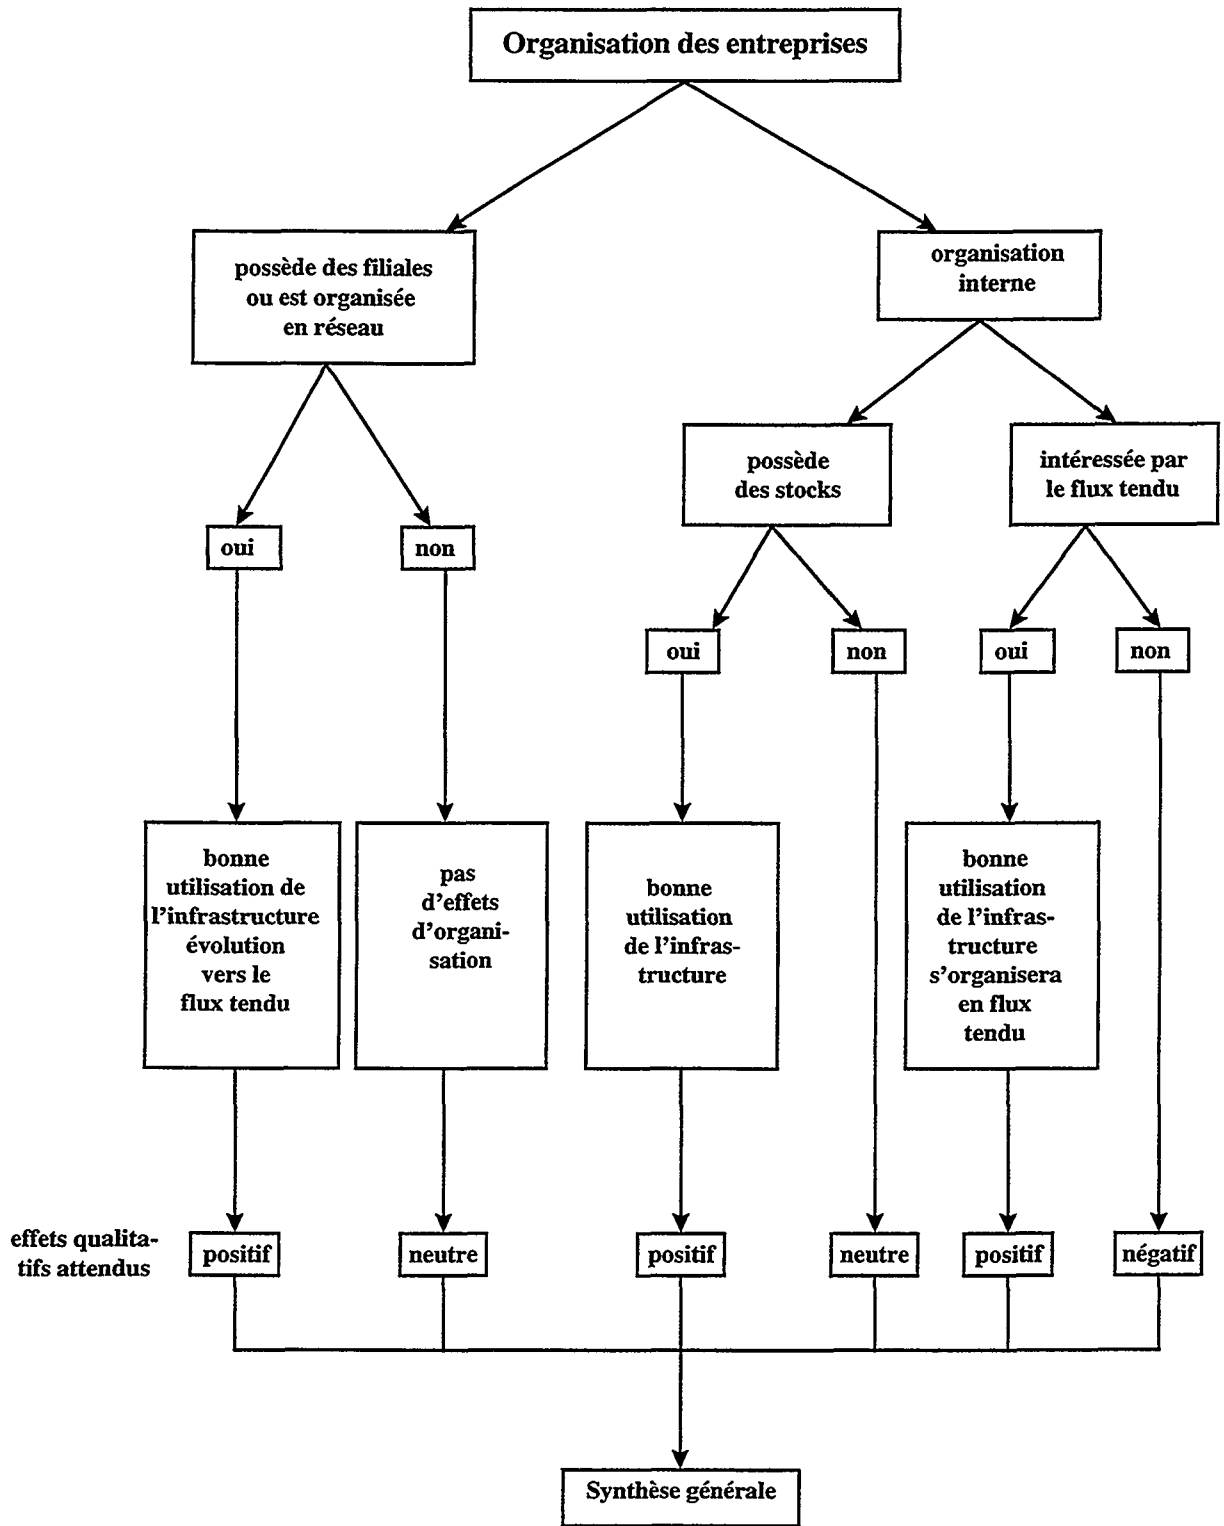 Organisation des entreprises
possède des filiales
ou est organisée
en réseau
organisation
interne
possède
des stocks
intéressée par
le flux tendu
oui
non
oui
non
oui
non
bonne
utilisation de
l'infrastructure
évolution
vers le
flux tendu
pas
d'effets
d'organi-
sation
bonne
utilisation
de l'infras-
tructure
bonne
utilisation
de l'infras-
tructure
s'organisera
en flux
tendu
effets qualita-
tifs attendus
positif
neutre
positif
neutre
positif
négatif
Synthèse générale